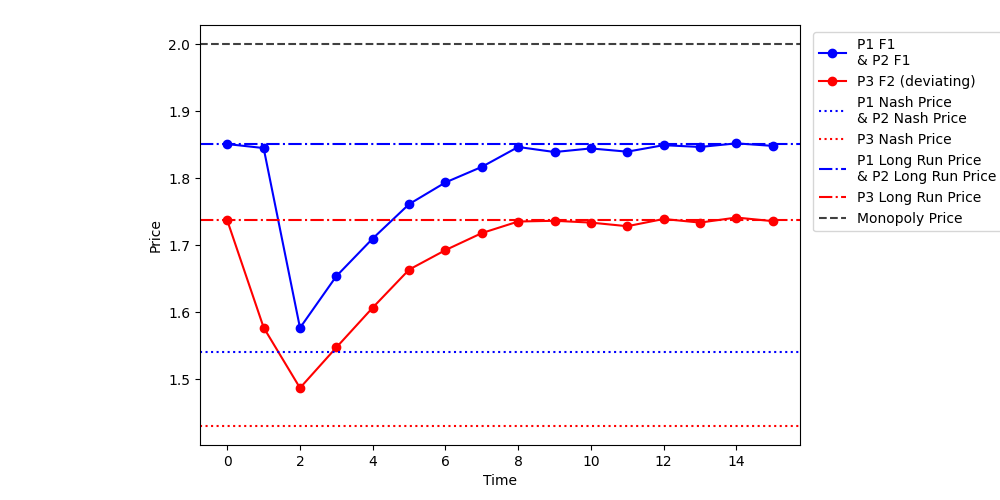 2.0
1.9
1.8
1.7
1.6
1.5
Price
0 2 4 6 8 10 12 14
Time
P1 F1
& P2 F1
P3 F2 (deviating)
P1 Nash Price
& P2 Nash Price
P3 Nash Price
P1 Long Run Price
& P2 Long Run Price
P3 Long Run Price
Monopoly Price